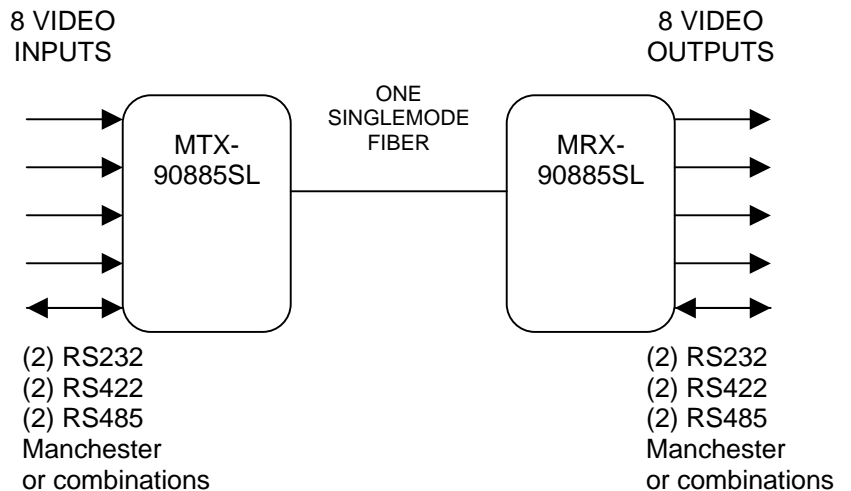 8 VIDEO
INPUTS
8 VIDEO
OUTPUTS
ONE
SINGLEMODE
FIBER
MTX-
90885SL
MRX-
90885SL
(2) RS232
(2) RS422
(2) RS485
Manchester
or combinations
(2) RS232
(2) RS422
(2) RS485
Manchester
or combinations